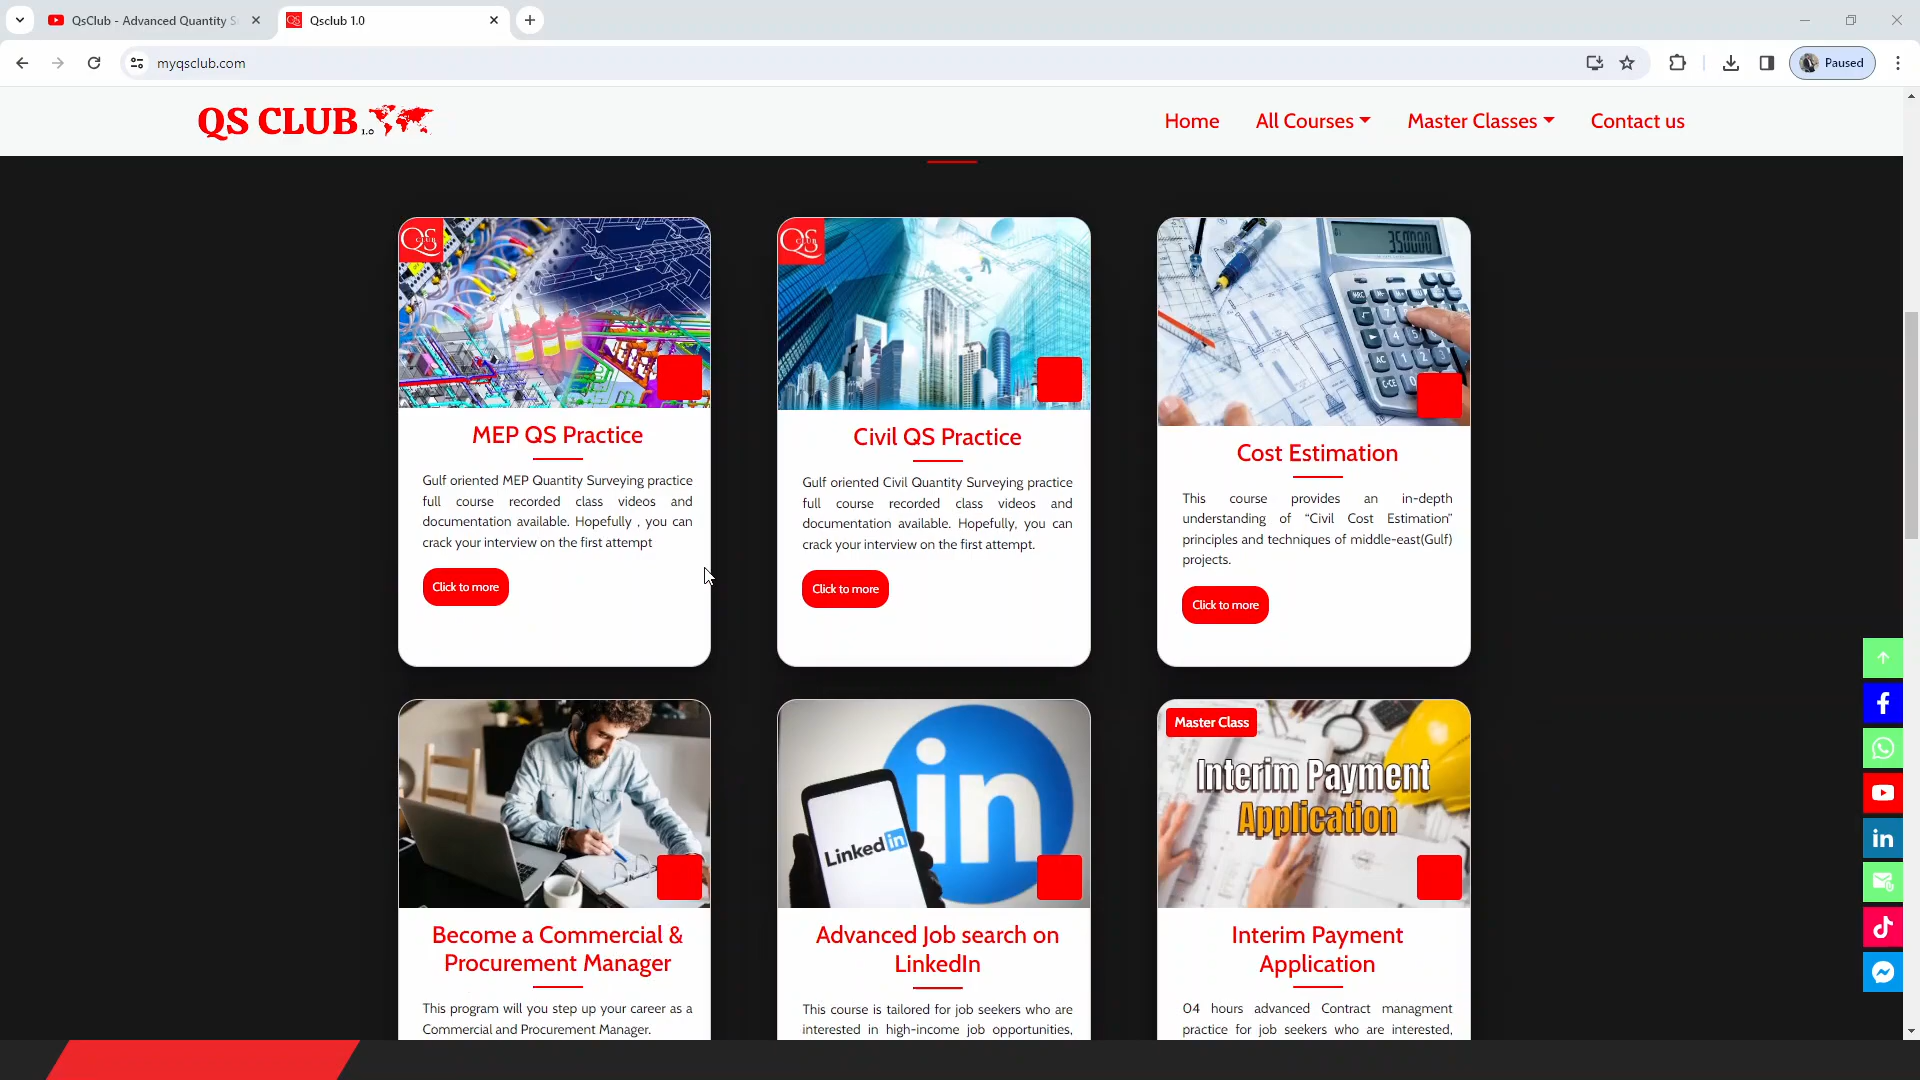 QsClub - Advanced Quantity S
Qsclub 1.0
myqsclub.com
Paused
QS CLUB 1.0
Home
All Courses
Master Classes
Contact us
QS CLUB
QS CLUB
350000
MEP QS Practice
Gulf oriented MEP Quantity Surveying practice
full course recorded class videos and
documentation available. Hopefully , you can
crack your interview on the first attempt
Click to more
Civil QS Practice
Gulf oriented Civil Quantity Surveying practice
full course recorded class videos and
documentation available. Hopefully, you can
crack your interview on the first attempt.
Click to more
Cost Estimation
This course provides an in-depth
understanding of “Civil Cost Estimation”
principles and techniques of middle-east(Gulf)
projects.
Click to more
Become a Commercial &
Procurement Manager
This program will you step up your career as a
Commercial and Procurement Manager.
in
Linked in
Advanced Job search on
LinkedIn
This course is tailored for job seekers who are
interested in high-income job opportunities,
Master Class
Interim Payment
Application
Interim Payment
Application
04 hours advanced Contract managment
practice for job seekers who are interested,